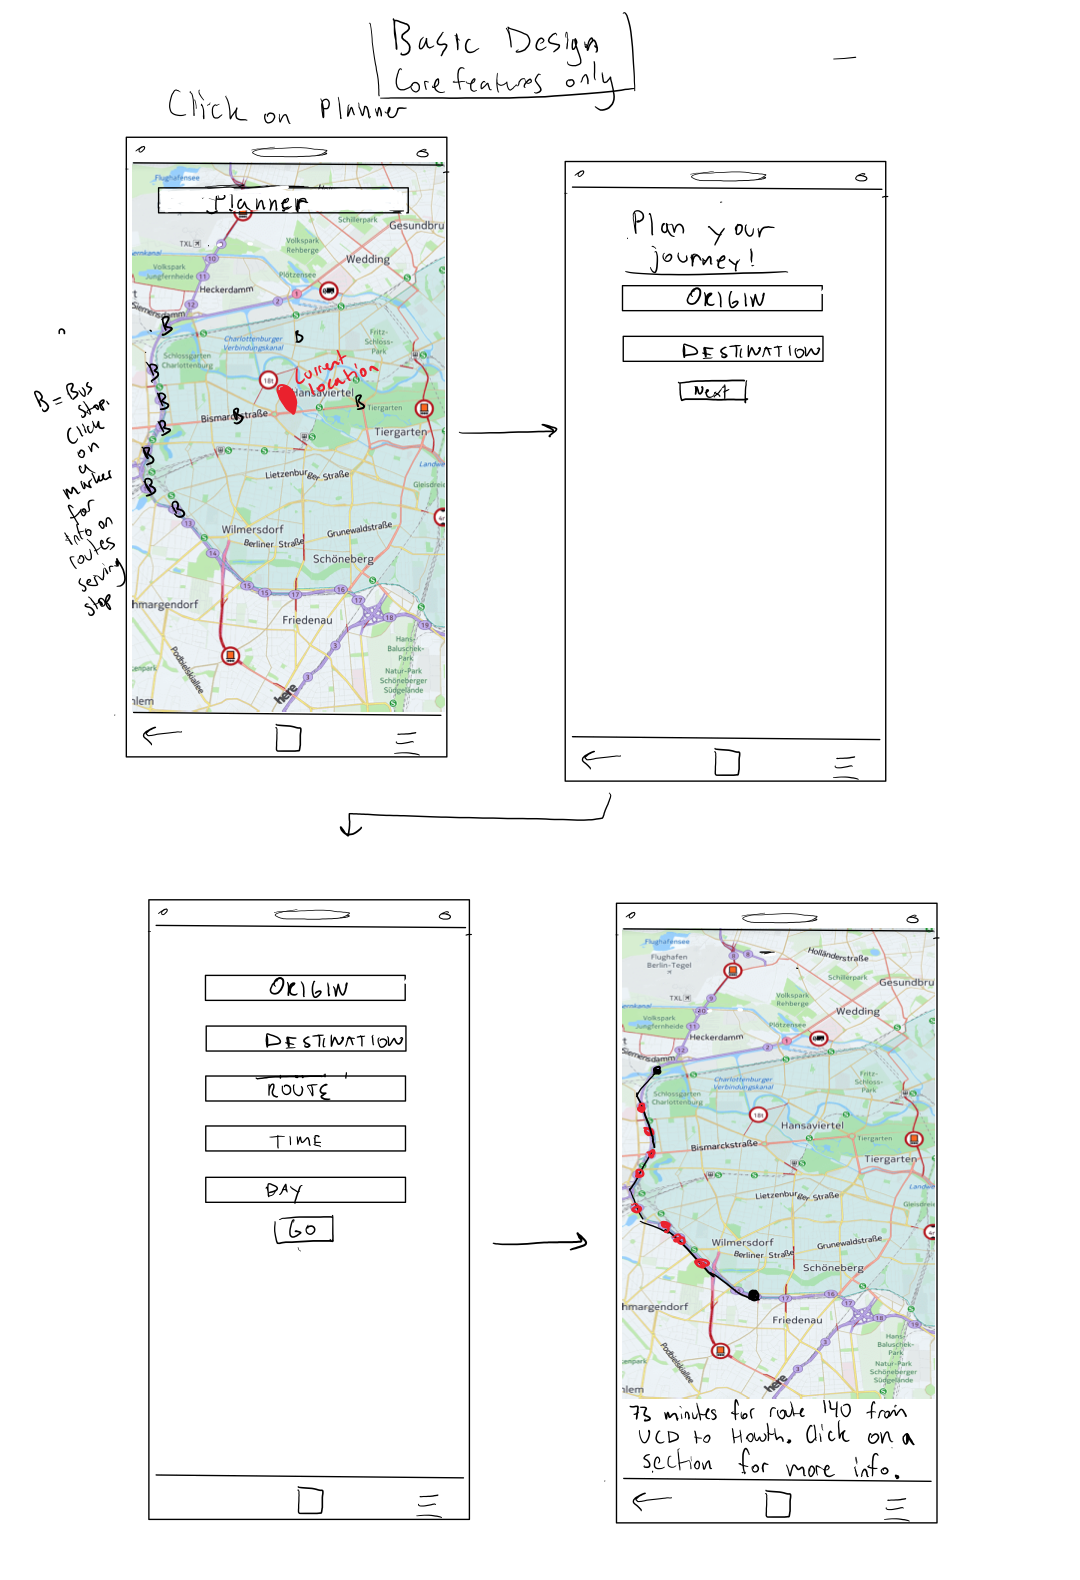 Basic Design
Core features only
Click on Planner
Planner
Flughafensee
TXL
Schillerpark
Gesundbru
Volkspark
Rehberge
Wedding
Volkspark
Jungfernheide
Plötzensee
Heckerdamm
Siemensdamm
Charlottenburger
Verbindungskanal
Fritz-
Schloss-
Park
Schlossgarten
Charlottenburg
Current
location
Hansaviertel
Tiergarten
Bismarckstraße
Tiergarten
Landw
Lietzenburger Straße
Gleisdreie
Wilmersdorf
Grunewaldstraße
Berliner Straße
Schöneberg
hmargendorf
Friedenau
Hans-
Baluschek-
Park
Natur-Park
Schöneberger
Südgelände
Podbielskiallee
enpark
hlem
here
B = Bus
stop.
Click
on
a
marker
for
info on
routes
serving
stop
Plan your
journey!
ORIGIN
DESTINATION
Next
ORIGIN
DESTINATION
ROUTE
TIME
DAY
GO
Flughafensee
Holländerstraße
Flughafen
Berlin-Tegel
Gesundbru
TXL
Volkspark
Rehberge
Wedding
Volkspark
Jungfernheide
Plötzensee
Heckerdamm
Siemensdamm
Charlottenburger
Verbindungskanal
Fritz-
Schloss-
Park
Schlossgarten
Charlottenburg
Hansaviertel
Tiergarten
Bismarckstraße
Tiergarten
Landw
Lietzenburger Straße
Gleisdreie
Wilmersdorf
Grunewaldstraße
Berliner Straße
Schöneberg
hmargendorf
Friedenau
Hans-
Baluschek-
Park
Natur-Park
Schöneberger
Südgelände
Podbielskiallee
enpark
hlem
here
73 minutes for route 140 from
UCD to Howth. Click on a
section for more info.